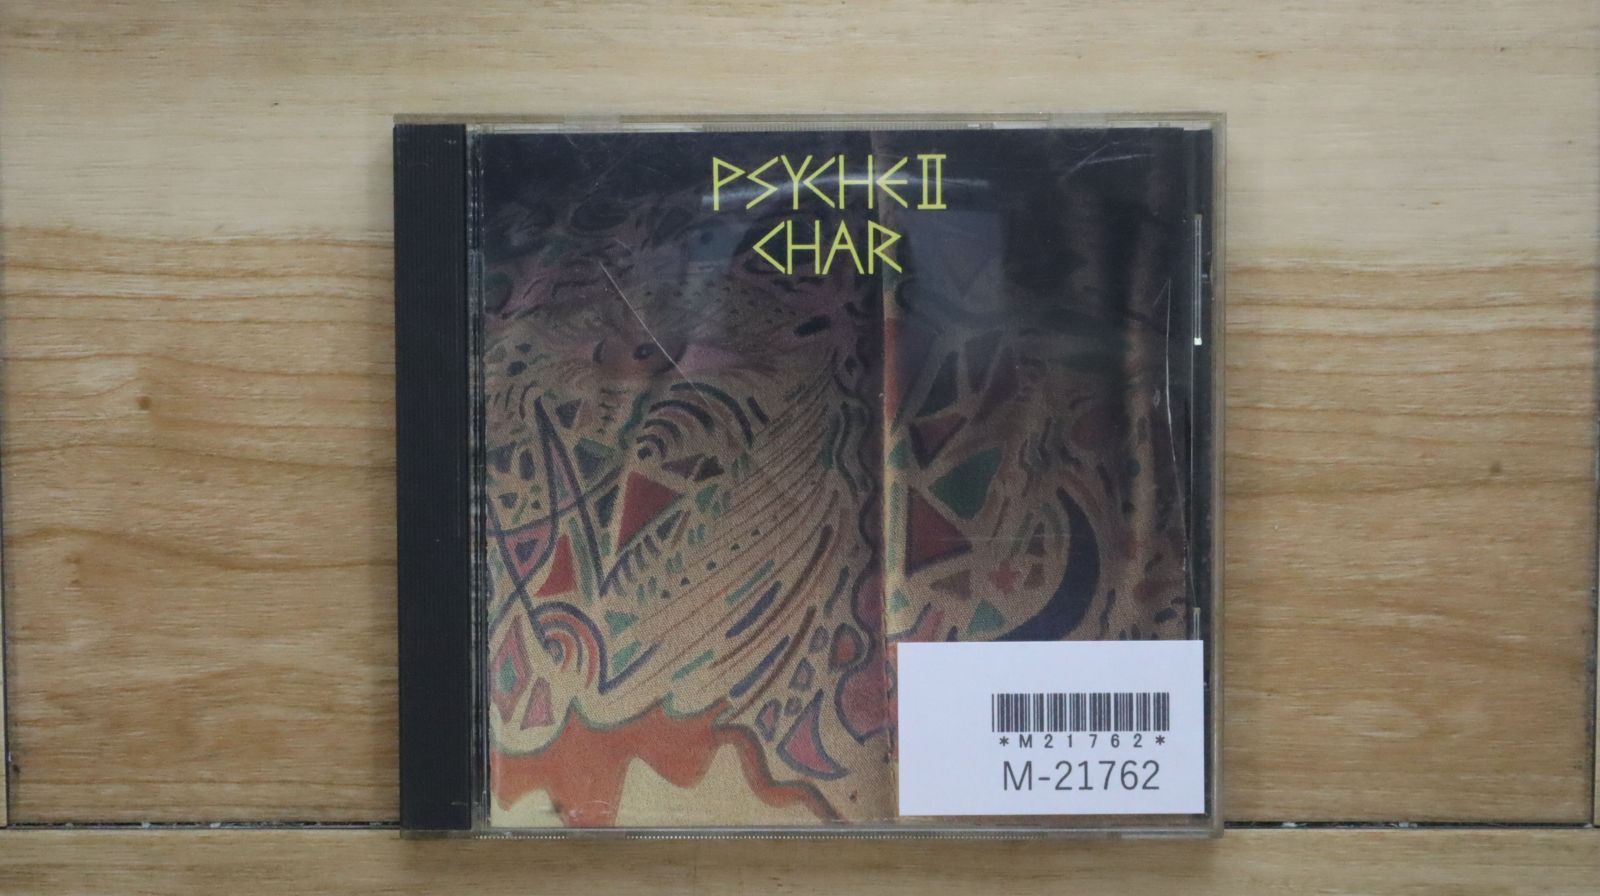 PSYCHE II
CHAR
*M21762*
M-21762